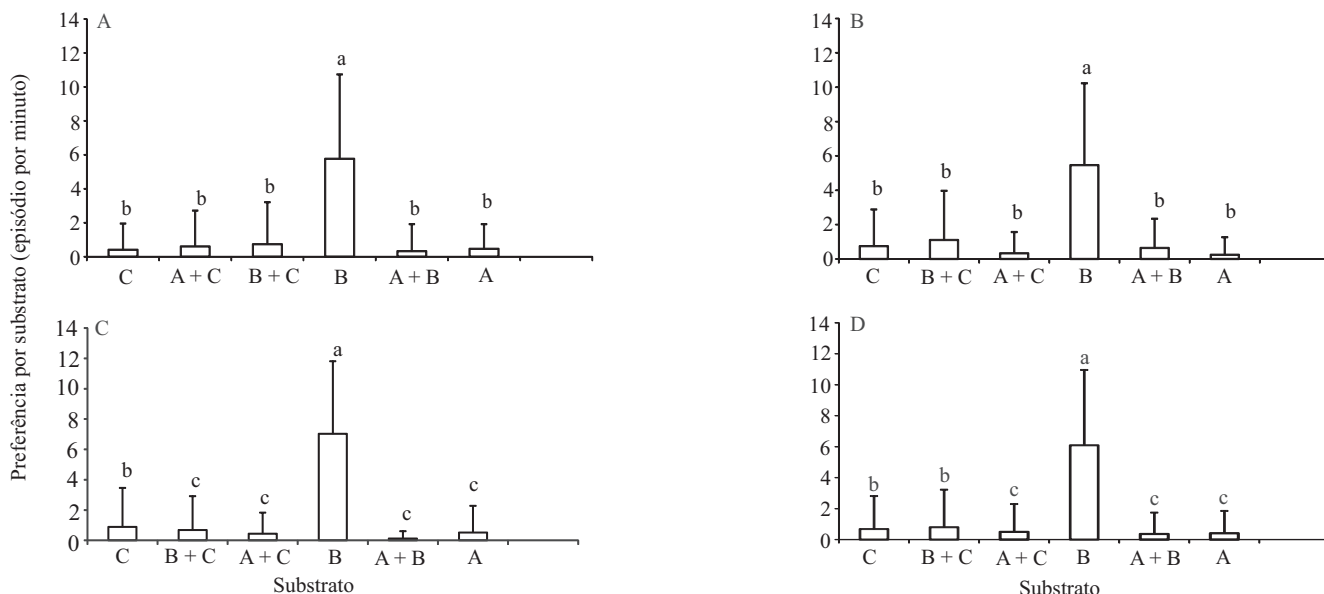 Preferência por substrato (episódio por minuto)
A
14
12
10
8
6
4
2
0
b b b a b b
C A + C B + C B A + B A
B
14
12
10
8
6
4
2
0
b b b a b b
C B + C A + C B A + B A
C
14
12
10
8
6
4
2
0
b c c a c c
C B + C A + C B A + B A
Substrato
D
14
12
10
8
6
4
2
0
b b c a c c
C B + C A + C B A + B A
Substrato